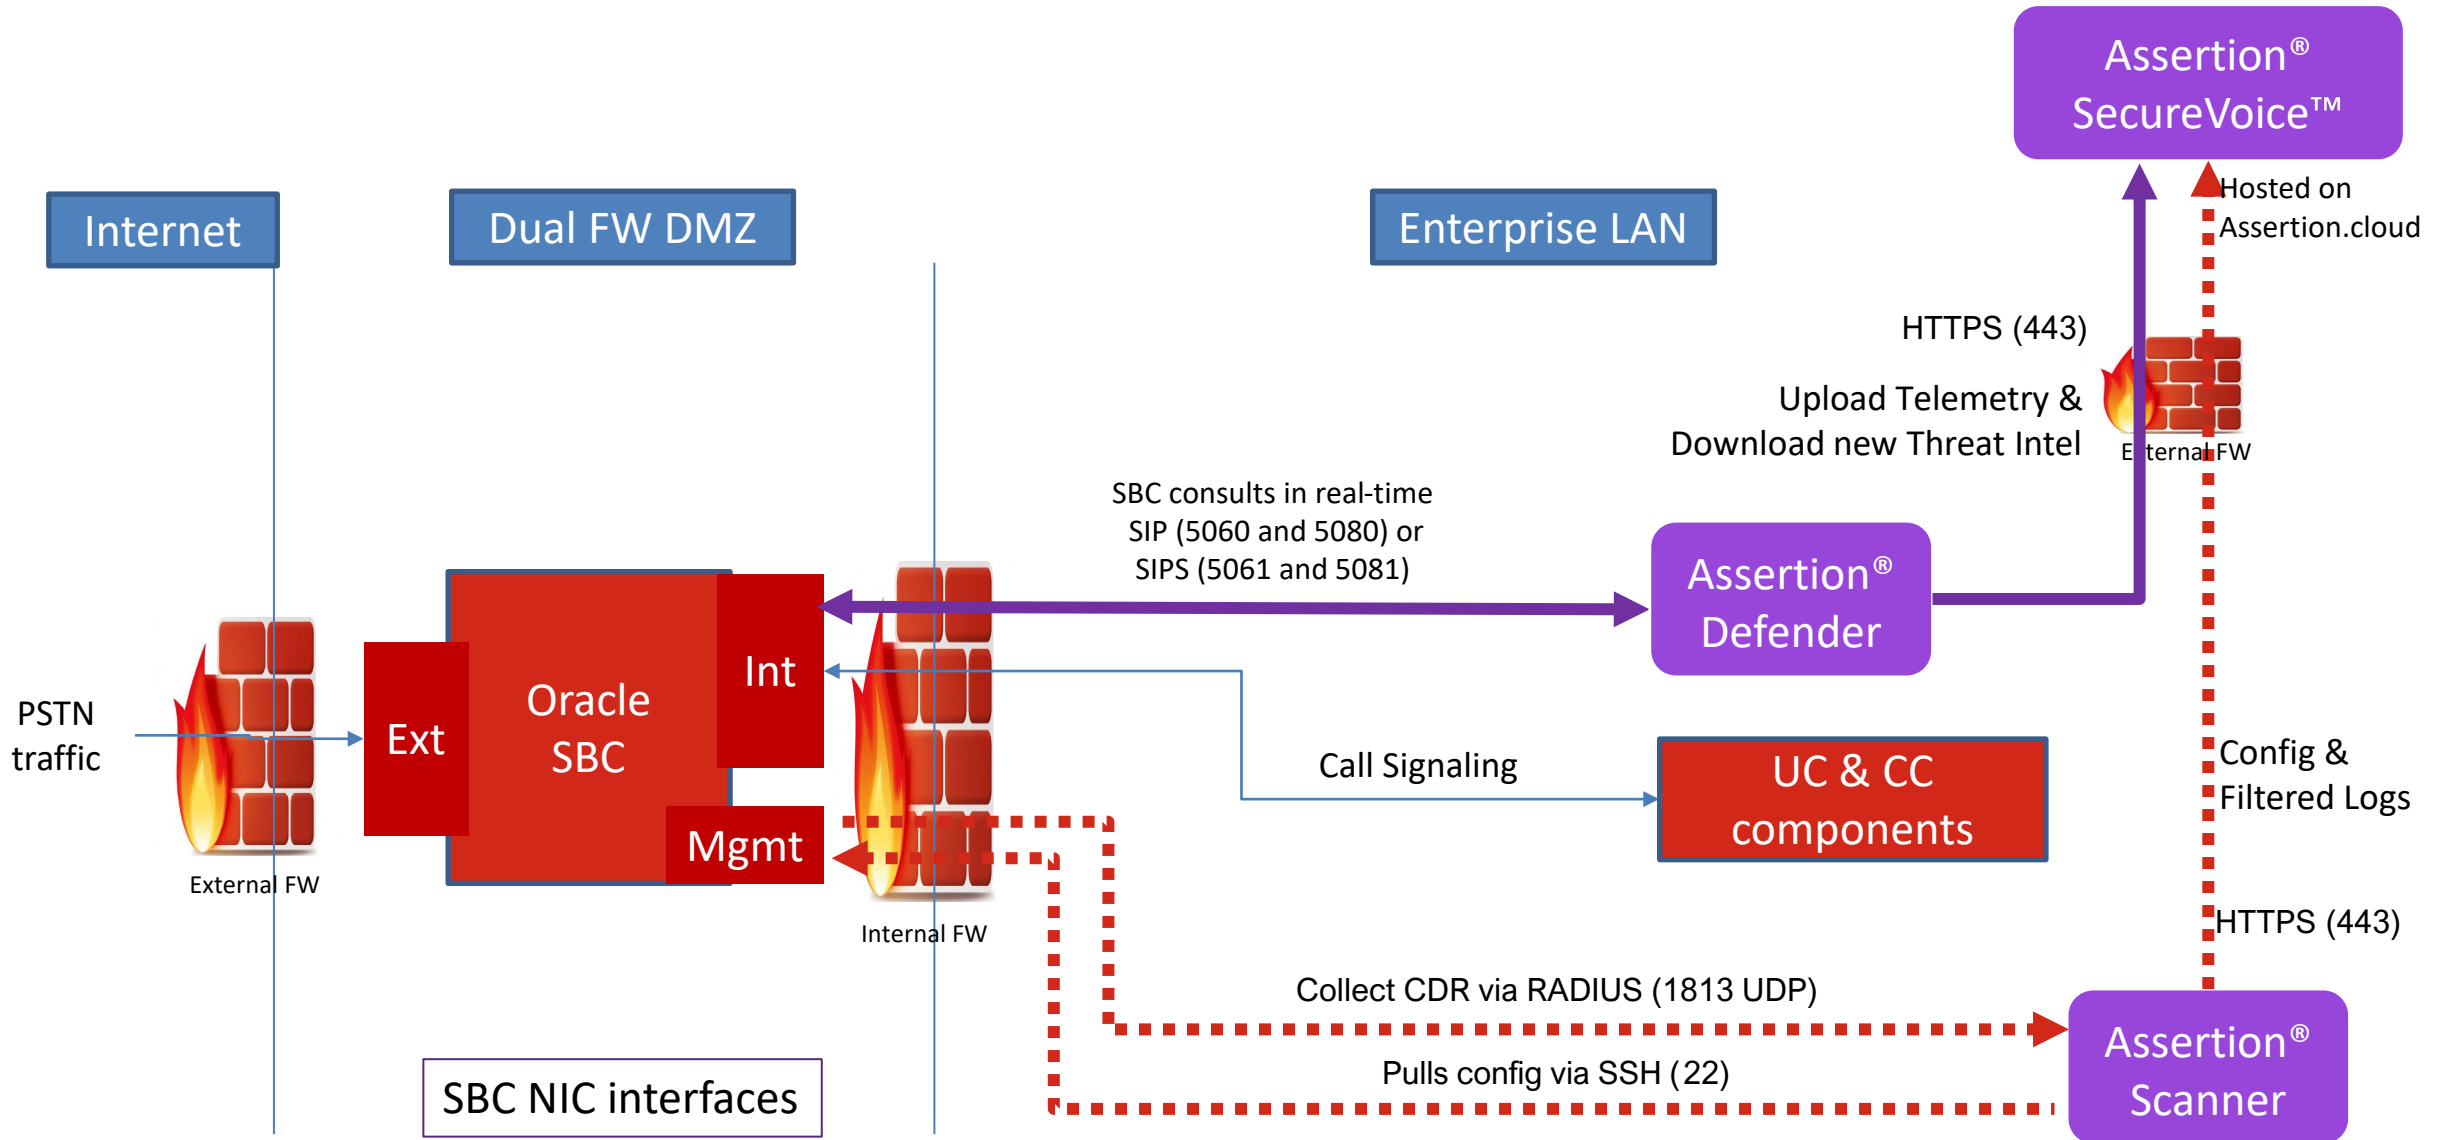 Assertion®
SecureVoice™
Hosted on
Assertion.cloud
Internet
Dual FW DMZ
Enterprise LAN
HTTPS (443)
Upload Telemetry &
Download new Threat Intel
External FW
SBC consults in real-time
SIP (5060 and 5080) or
SIPS (5061 and 5081)
Assertion®
Defender
PSTN
traffic
Ext
Oracle
SBC
Int
Mgmt
Call Signaling
UC & CC
components
Config &
Filtered Logs
External FW
Internal FW
HTTPS (443)
Collect CDR via RADIUS (1813 UDP)
Pulls config via SSH (22)
Assertion®
Scanner
SBC NIC interfaces